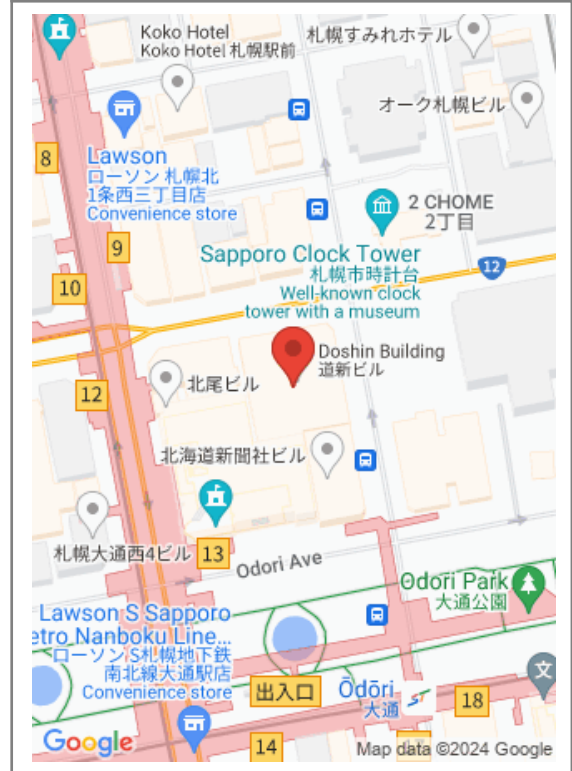 Koko Hotel
Koko Hotel 札幌駅前
札幌すみれホテル
オーク札幌ビル
8
Lawson
ローソン 札幌北
1条西三丁目店
Convenience store
2 CHOME
2丁目
9
Sapporo Clock Tower
札幌市時計台
Well-known clock
tower with a museum
12
10
Doshin Building
道新ビル
北尾ビル
12
北海道新聞社ビル
札幌大通西4ビル
13
Odori Ave
Odori Park
大通公園
Lawson S Sapporo
etro Nanboku Line...
ローソンS札幌地下鉄
南北線大通駅店
Convenience store
出入口
Ōdōri
大通
18
文
14
Google
Map data ©2024 Google